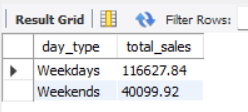 Result Grid Filter Rows:
day_type total_sales
Weekdays 116627.84
Weekends 40099.92